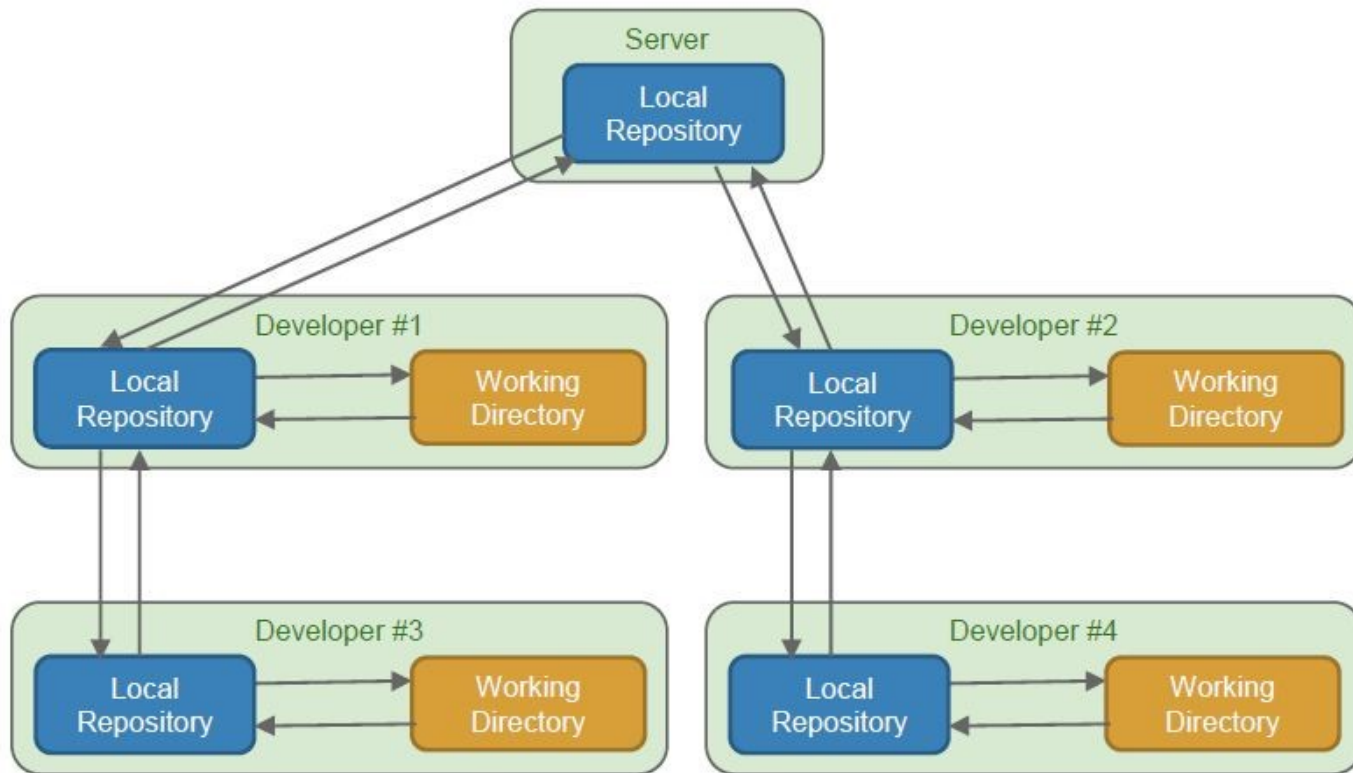 Server
Local
Repository
Developer #1
Local
Repository
Working
Directory
Developer #2
Local
Repository
Working
Directory
Developer #3
Local
Repository
Working
Directory
Developer #4
Local
Repository
Working
Directory